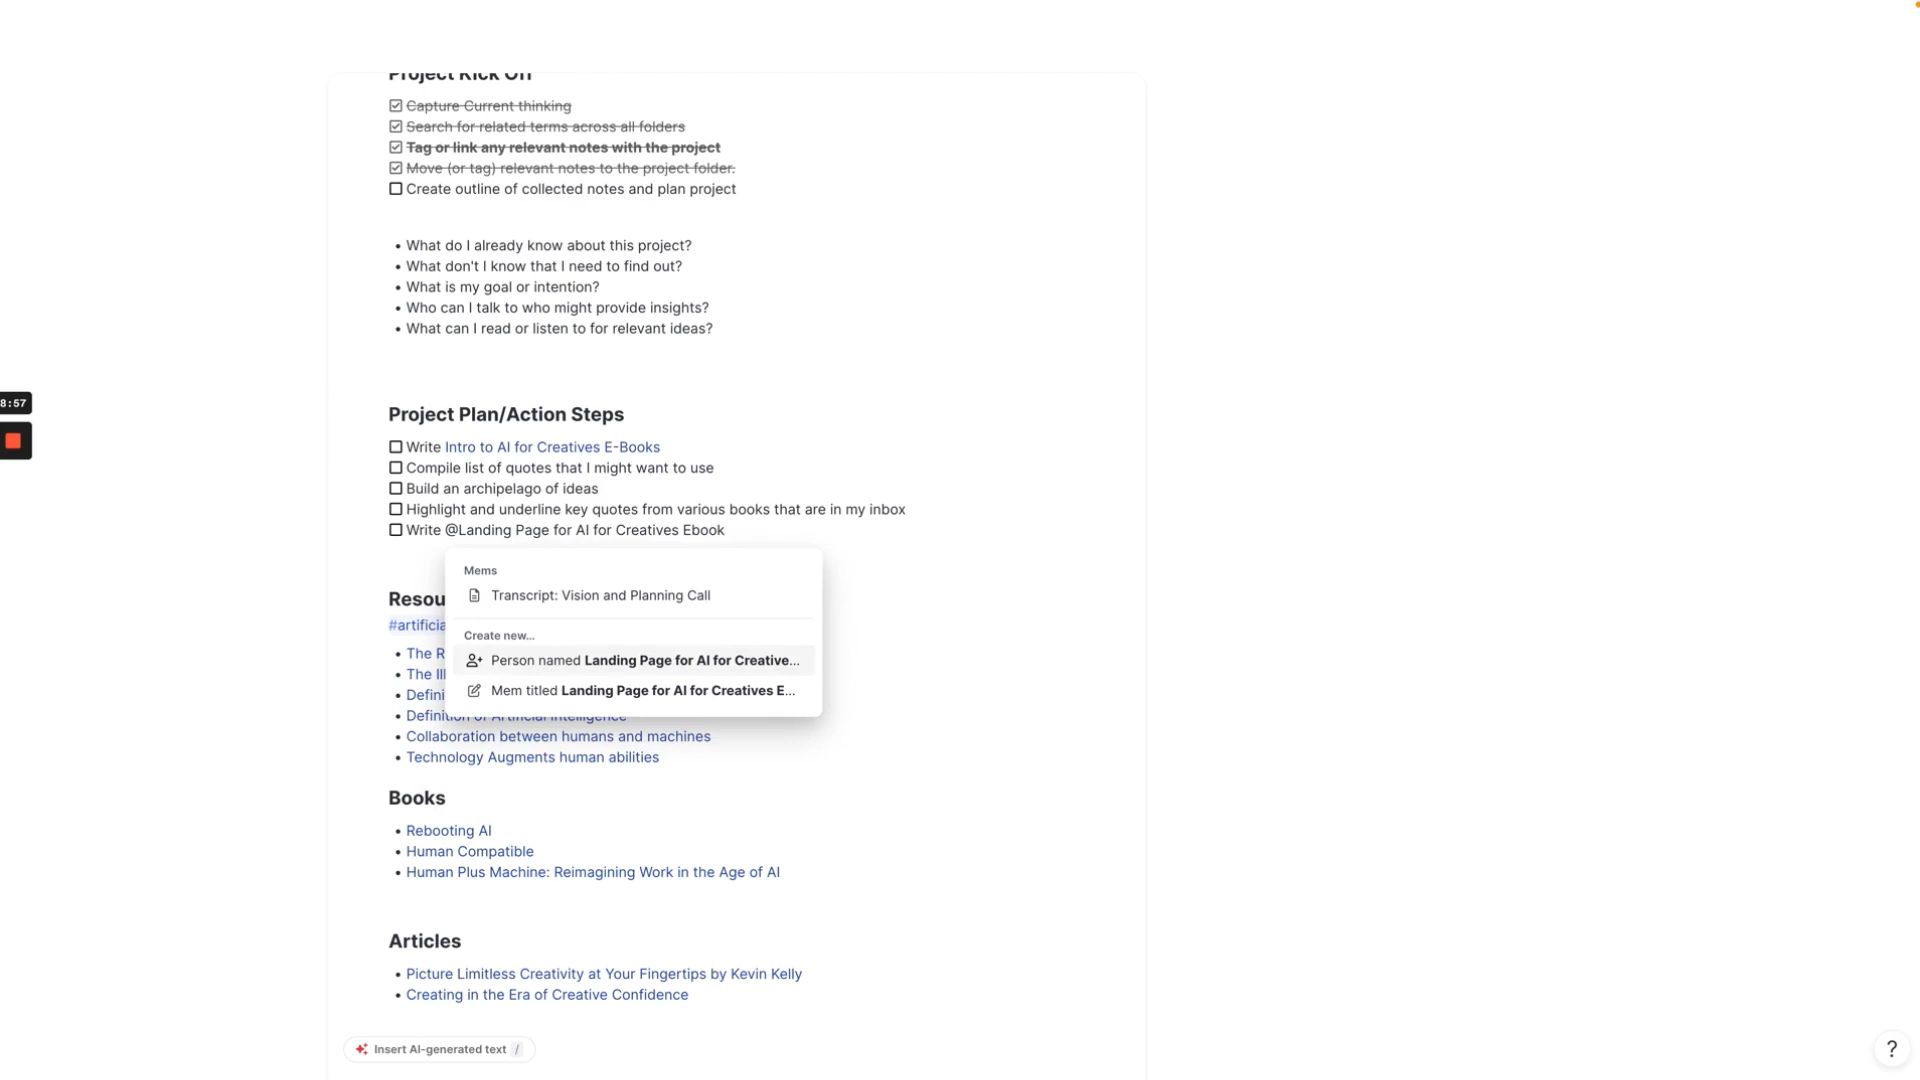 Project Kick Off
Capture Current thinking
Search for related terms across all folders
Tag or link any relevant notes with the project
Move (or tag) relevant notes to the project folder.
Create outline of collected notes and plan project
• What do I already know about this project?
• What don't I know that I need to find out?
• What is my goal or intention?
• Who can I talk to who might provide insights?
• What can I read or listen to for relevant ideas?
8:57
Project Plan/Action Steps
Write Intro to AI for Creatives E-Books
Compile list of quotes that I might want to use
Build an archipelago of ideas
Highlight and underline key quotes from various books that are in my inbox
Write @Landing Page for AI for Creatives Ebook
Mems
Transcript: Vision and Planning Call
Create new...
Person named Landing Page for AI for Creative...
Mem titled Landing Page for AI for Creatives E...
Resou
#artificia
• The R
• The Ill
• Defini
• Definition of Artificial Intelligence
• Collaboration between humans and machines
• Technology Augments human abilities
Books
• Rebooting AI
• Human Compatible
• Human Plus Machine: Reimagining Work in the Age of AI
Articles
• Picture Limitless Creativity at Your Fingertips by Kevin Kelly
• Creating in the Era of Creative Confidence
Insert AI-generated text /
?